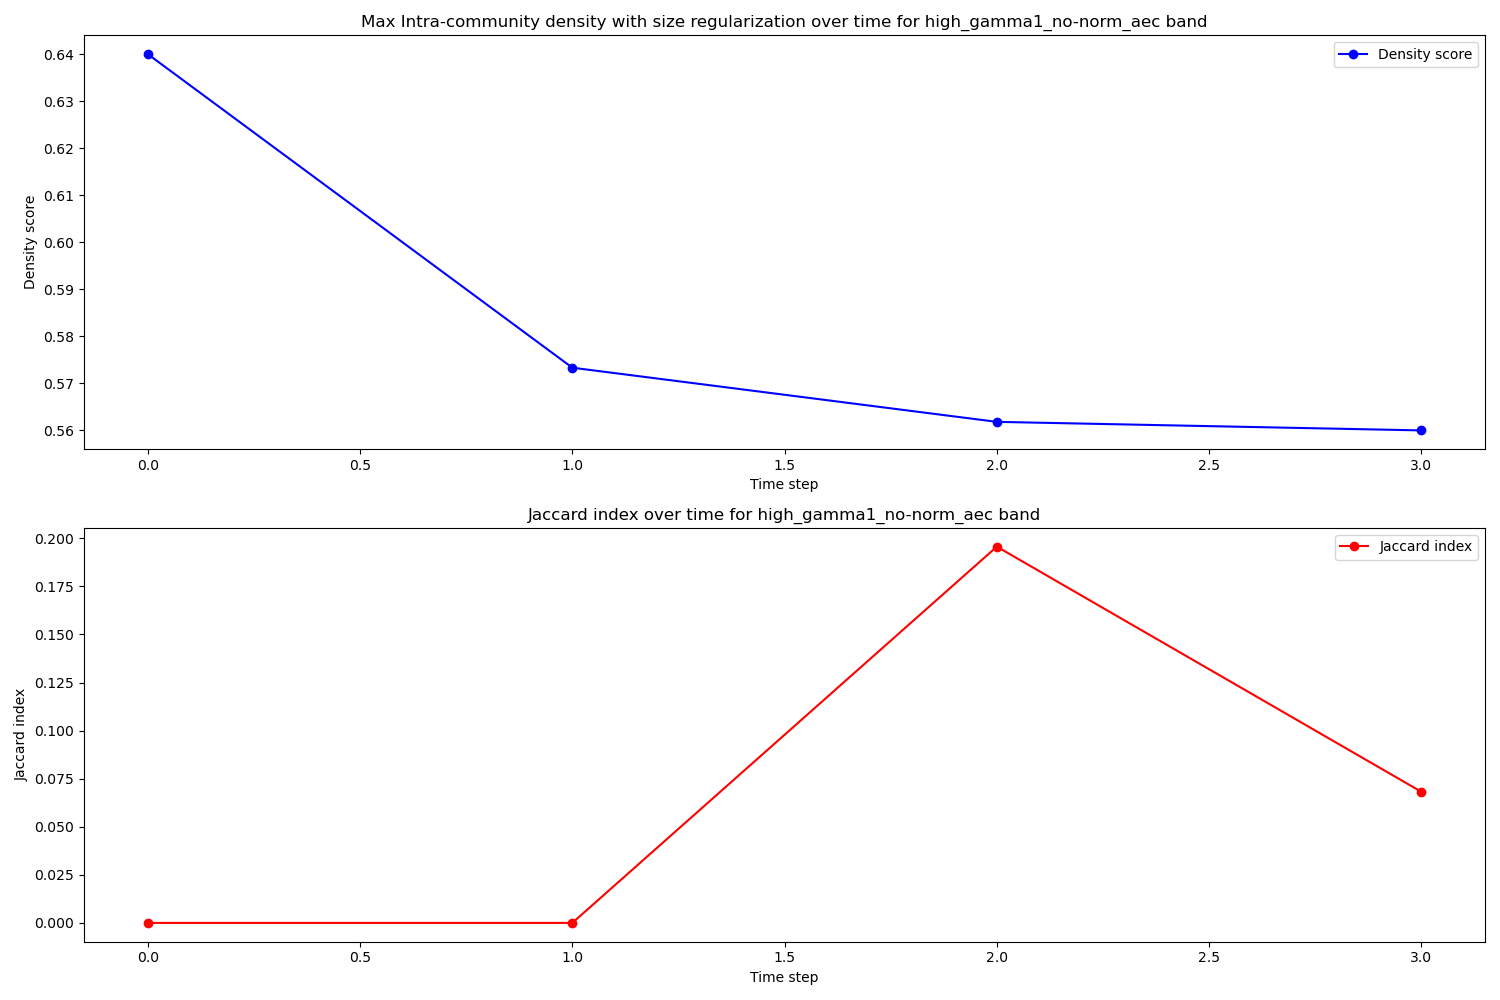 Max Intra-community density with size regularization over time for high_gamma1_no-norm_aec band
Density score
0.64
0.63
0.62
0.61
0.60
0.59
0.58
0.57
0.56
Density score
0.0 0.5 1.0 1.5 2.0 2.5 3.0
Time step
Jaccard index over time for high_gamma1_no-norm_aec band
Jaccard index
0.200
0.175
0.150
0.125
0.100
0.075
0.050
0.025
0.000
Jaccard index
0.0 0.5 1.0 1.5 2.0 2.5 3.0
Time step